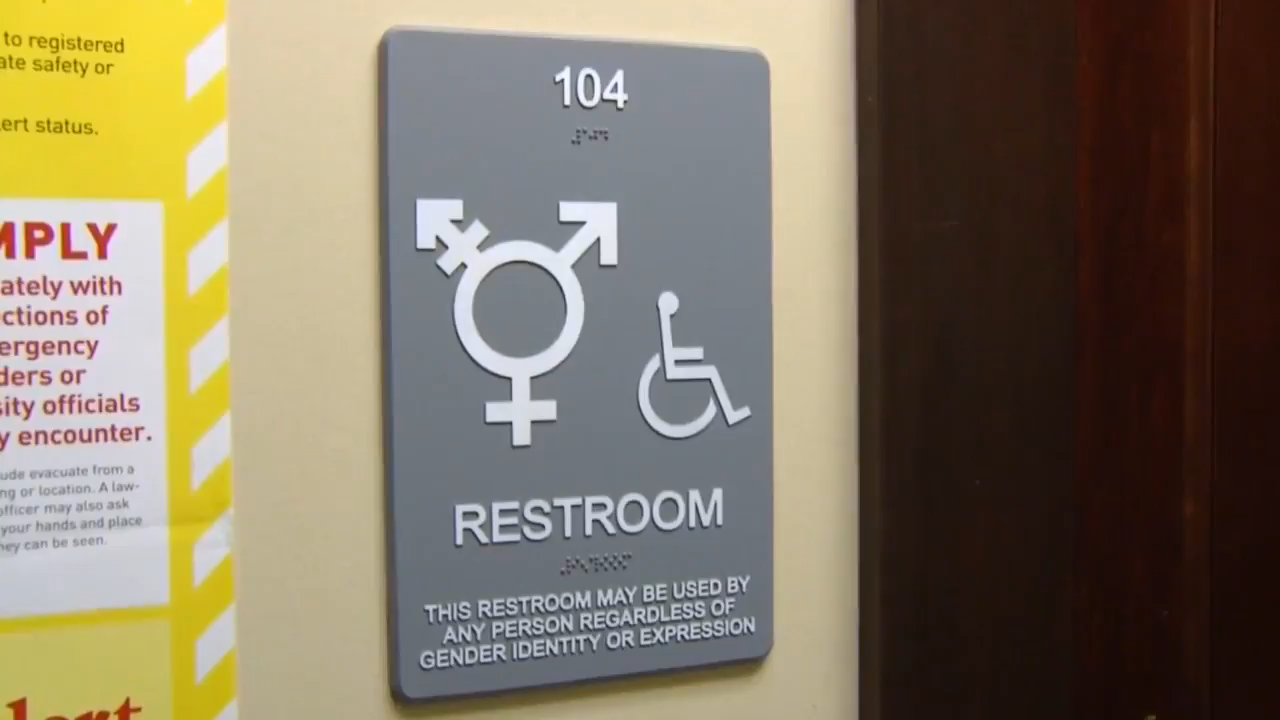 to registered
ate safety or
ert status.
MPLY
ately with
ctions of
ergency
ders or
sity officials
y encounter.
ude evacuate from a
ng or location. A law-
officer may also ask
your hands and place
hey can be seen.
lert
104
RESTROOM
THIS RESTROOM MAY BE USED BY
ANY PERSON REGARDLESS OF
GENDER IDENTITY OR EXPRESSION